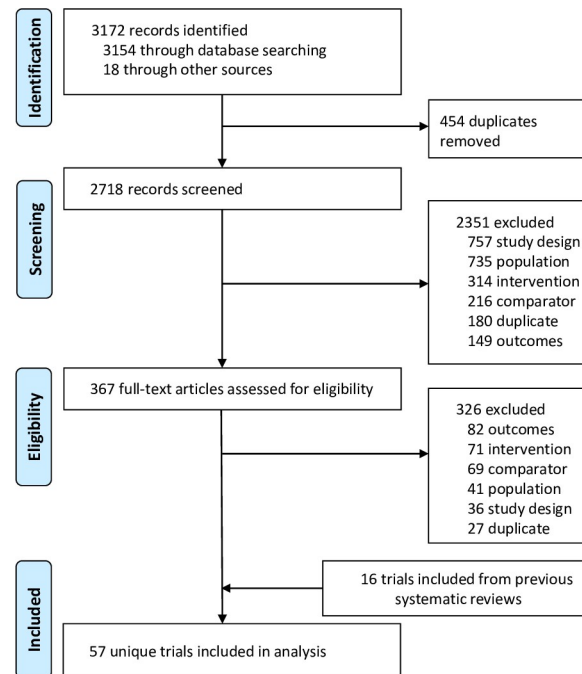 Identification
3172 records identified
3154 through database searching
18 through other sources
454 duplicates
removed
Screening
2718 records screened
2351 excluded
757 study design
735 population
314 intervention
216 comparator
180 duplicate
149 outcomes
Eligibility
367 full-text articles assessed for eligibility
326 excluded
82 outcomes
71 intervention
69 comparator
41 population
36 study design
27 duplicate
Included
16 trials included from previous
systematic reviews
57 unique trials included in analysis